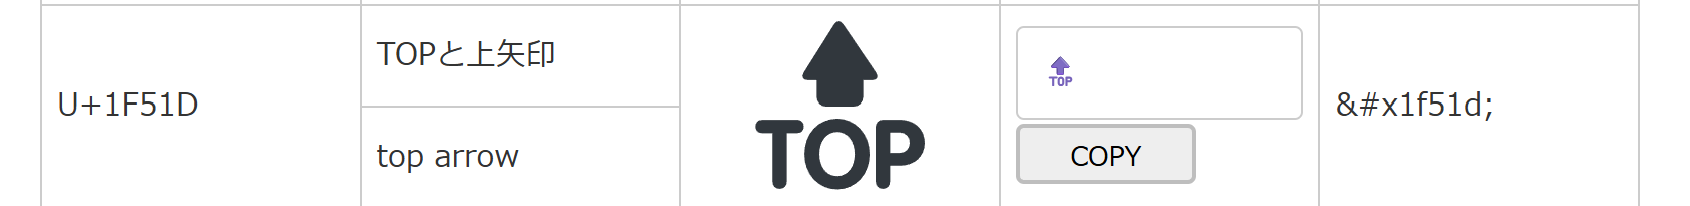 U+1F51D
TOPと上矢印
top arrow
TOP
TOP
COPY
&#x1f51d;